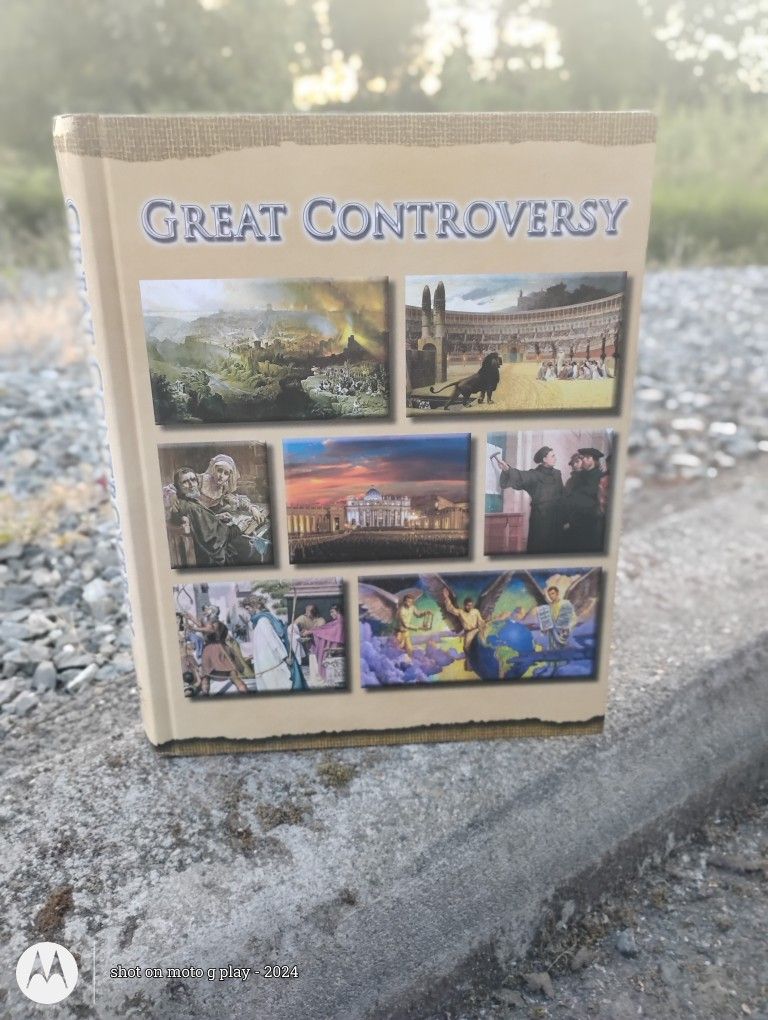 GREAT CONTROVERSY
shot on moto g play - 2024